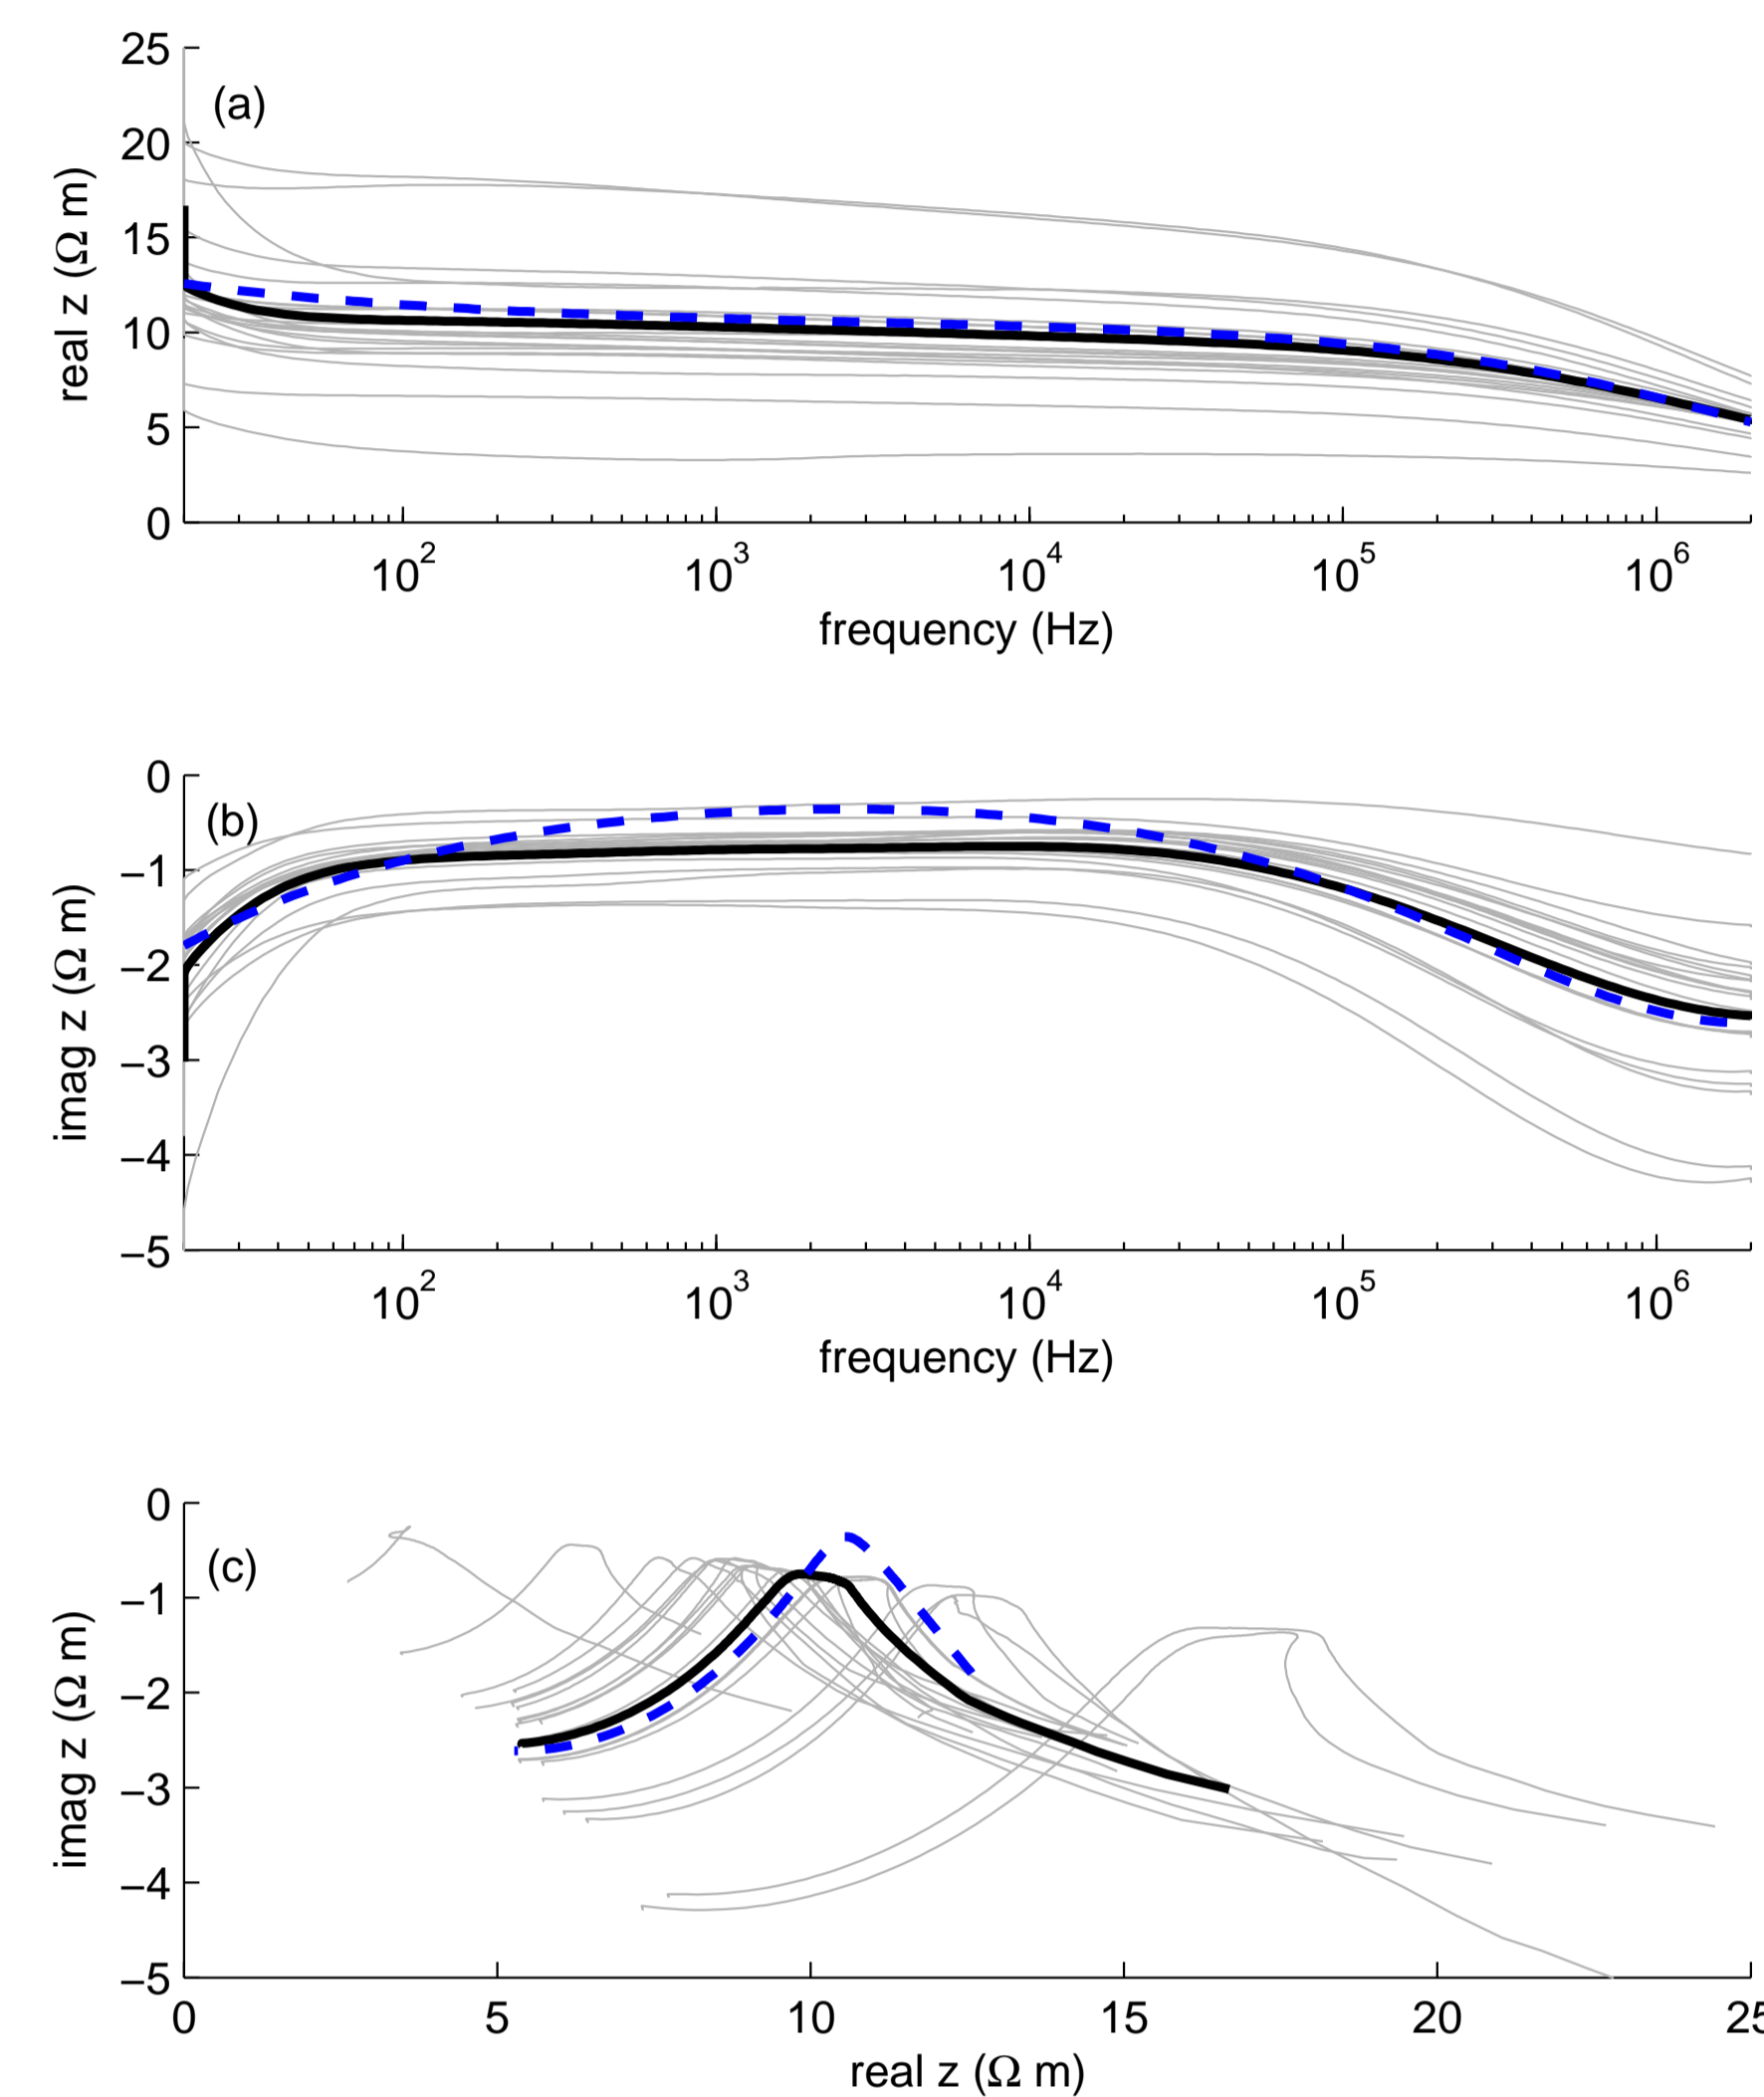 25
(a)
20
15
10
5
0
real z (Ω m)
10² 10³ 10⁴ 10⁵ 10⁶
frequency (Hz)
0
(b)
−1
−2
−3
−4
−5
imag z (Ω m)
10² 10³ 10⁴ 10⁵ 10⁶
frequency (Hz)
0
(c)
−1
−2
−3
−4
−5
imag z (Ω m)
0 5 10 15 20 25
real z (Ω m)